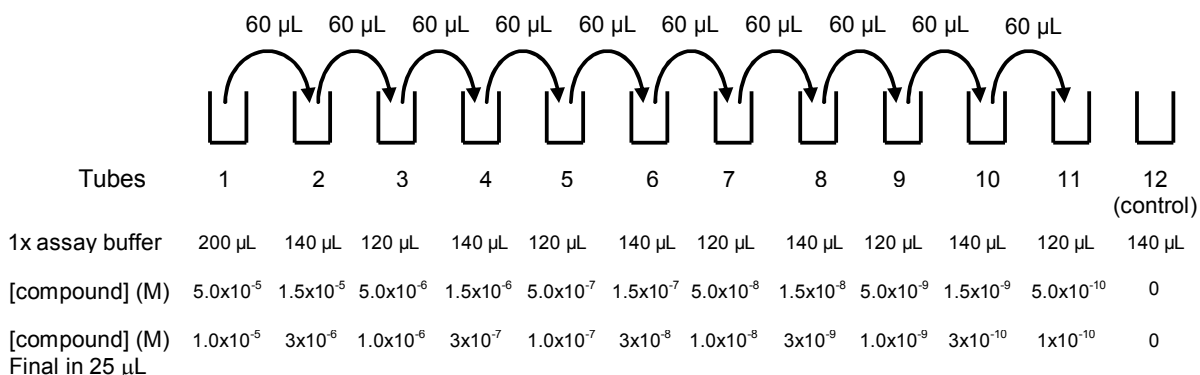 60 µL 60 µL 60 µL 60 µL 60 µL 60 µL 60 µL 60 µL 60 µL 60 µL
Tubes 1 2 3 4 5 6 7 8 9 10 11 12
(control)
1x assay buffer 200 µL 140 µL 120 µL 140 µL 120 µL 140 µL 120 µL 140 µL 120 µL 140 µL 120 µL 140 µL
[compound] (M) 5.0x10⁻⁵ 1.5x10⁻⁵ 5.0x10⁻⁶ 1.5x10⁻⁶ 5.0x10⁻⁷ 1.5x10⁻⁷ 5.0x10⁻⁸ 1.5x10⁻⁸ 5.0x10⁻⁹ 1.5x10⁻⁹ 5.0x10⁻¹⁰ 0
[compound] (M) 1.0x10⁻⁵ 3x10⁻⁶ 1.0x10⁻⁶ 3x10⁻⁷ 1.0x10⁻⁷ 3x10⁻⁸ 1.0x10⁻⁸ 3x10⁻⁹ 1.0x10⁻⁹ 3x10⁻¹⁰ 1x10⁻¹⁰ 0
Final in 25 µL